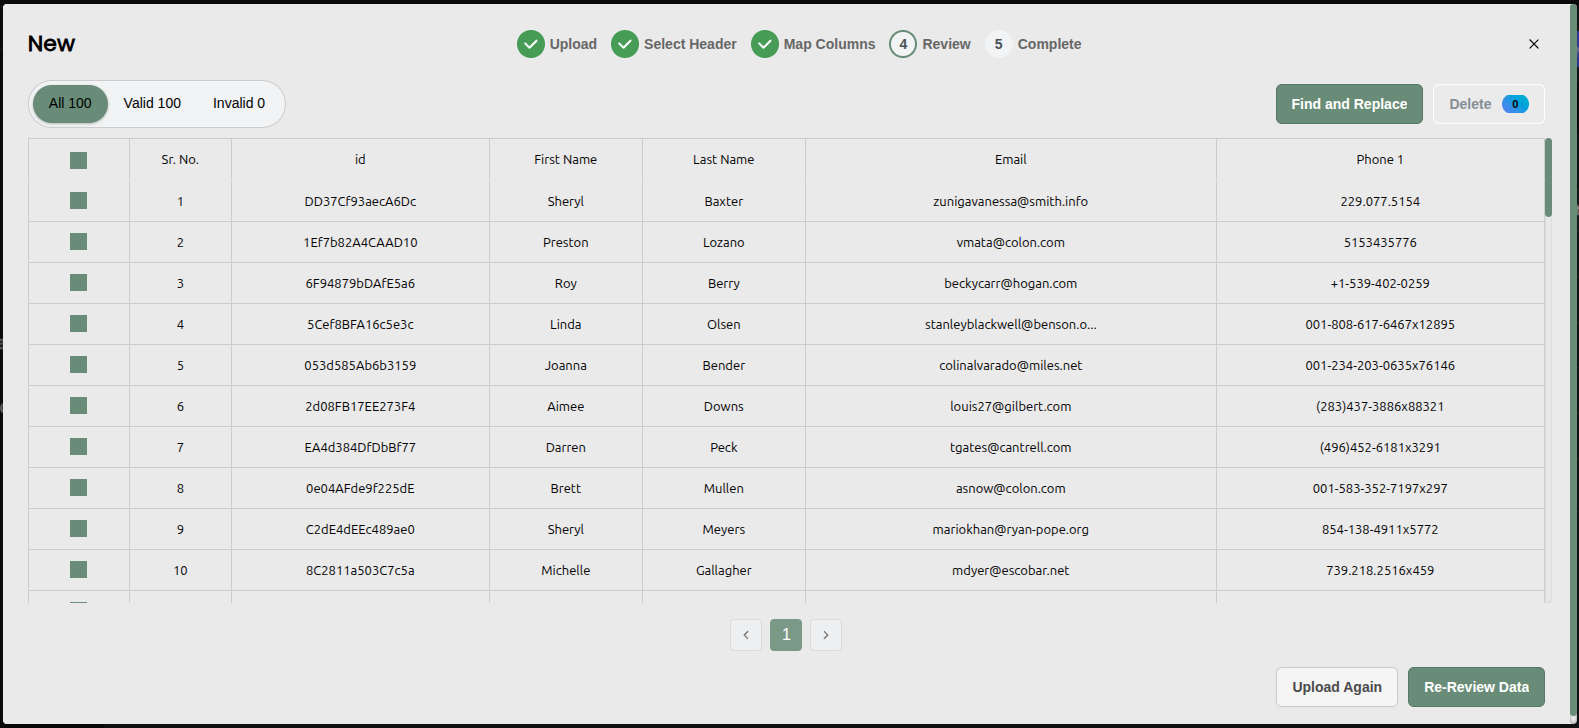 New
Upload Select Header Map Columns 4 Review 5 Complete
All 100 Valid 100 Invalid 0 Find and Replace Delete 0
Sr. No. id First Name Last Name Email Phone 1
1 DD37Cf93aecA6Dc Sheryl Baxter zunigavanessa@smith.info 229.077.5154
2 1Ef7b82A4CAAD10 Preston Lozano vmata@colon.com 5153435776
3 6F94879bDAfE5a6 Roy Berry beckycarr@hogan.com +1-539-402-0259
4 5Cef8BFA16c5e3c Linda Olsen stanleyblackwell@benson.o... 001-808-617-6467x12895
5 053d585Ab6b3159 Joanna Bender colinalvarado@miles.net 001-234-203-0635x76146
6 2d08FB17EE273F4 Aimee Downs louis27@gilbert.com (283)437-3886x88321
7 EA4d384DfDbBf77 Darren Peck tgates@cantrell.com (496)452-6181x3291
8 0e04AFde9f225dE Brett Mullen asnow@colon.com 001-583-352-7197x297
9 C2dE4dEEc489ae0 Sheryl Meyers mariokhan@ryan-pope.org 854-138-4911x5772
10 8C2811a503C7c5a Michelle Gallagher mdyer@escobar.net 739.218.2516x459
1
Upload Again Re-Review Data